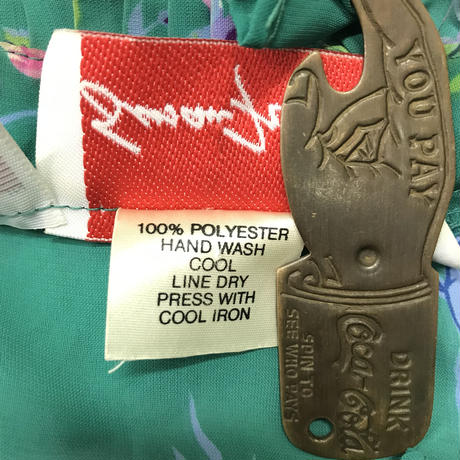 100% POLYESTER
HAND WASH
COOL
LINE DRY
PRESS WITH
COOL IRON
YOU PAY
DRINK
Coca-Cola
SPIN TO
SEE WHO PAYS